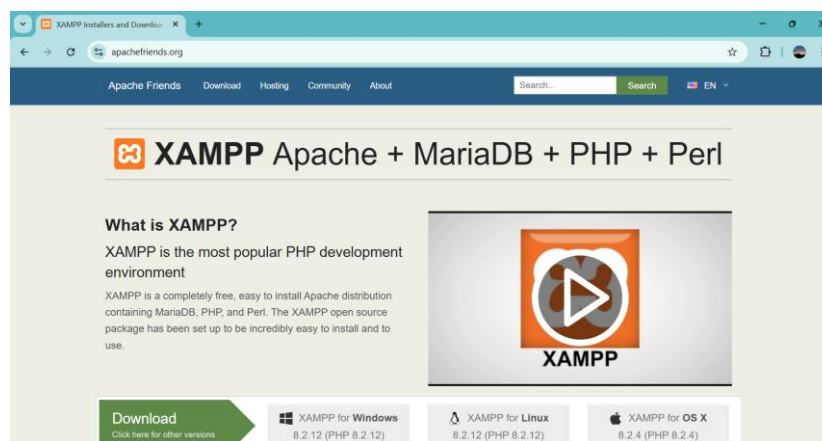 XAMPP Installers and Downloa
apachefriends.org
Apache Friends Download Hosting Community About Search.. Search EN
XAMPP Apache + MariaDB + PHP + Perl
What is XAMPP?
XAMPP is the most popular PHP development
environment
XAMPP is a completely free, easy to install Apache distribution
containing MariaDB, PHP, and Perl. The XAMPP open source
package has been set up to be incredibly easy to install and to
use.
XAMPP
Download
Click here for other versions
XAMPP for Windows
8.2.12 (PHP 8.2.12)
XAMPP for Linux
8.2.12 (PHP 8.2.12)
XAMPP for OS X
8.2.4 (PHP 8.2.4)